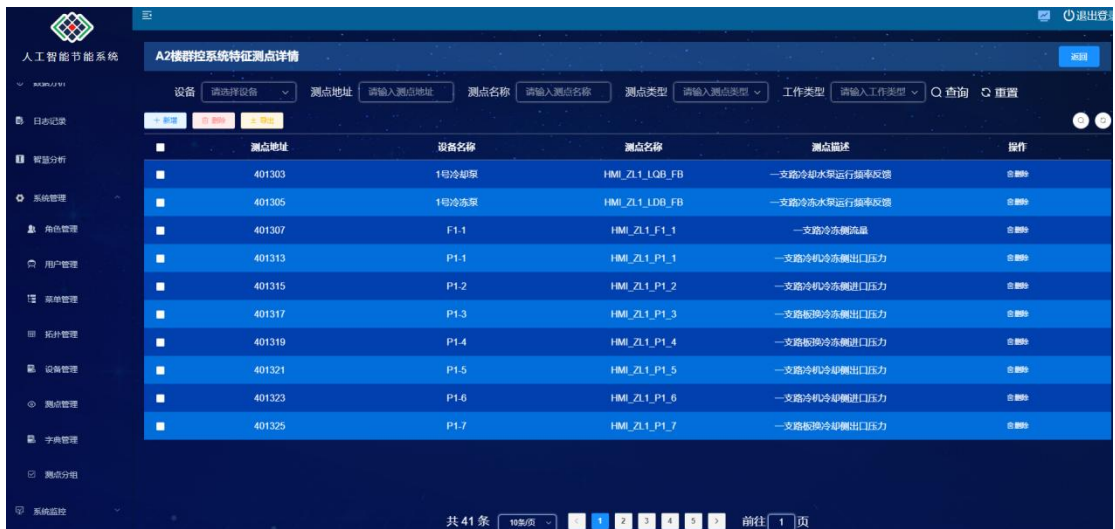 退出登录
人工智能节能系统
A2楼群控系统特征测点详情
返回
数据分析
设备 请选择设备 测点地址 请输入测点地址 测点名称 请输入测点名称 测点类型 请输入测点类型 工作类型 请输入工作类型 查询 重置
日志记录
+ 新增 删除 导出
测点地址 设备名称 测点名称 测点描述 操作
智慧分析
401303 1号冷却泵 HMI_ZL1_LQB_FB 一支路冷却水泵运行频率反馈 删除
系统管理
401305 1号冷冻泵 HMI_ZL1_LDB_FB 一支路冷冻水泵运行频率反馈 删除
角色管理
401307 F1-1 HMI_ZL1_F1_1 一支路冷冻侧流量 删除
用户管理
401313 P1-1 HMI_ZL1_P1_1 一支路冷机冷冻侧出口压力 删除
401315 P1-2 HMI_ZL1_P1_2 一支路冷机冷冻侧进口压力 删除
菜单管理
401317 P1-3 HMI_ZL1_P1_3 一支路板换冷冻侧出口压力 删除
拓扑管理
401319 P1-4 HMI_ZL1_P1_4 一支路板换冷冻侧进口压力 删除
设备管理
401321 P1-5 HMI_ZL1_P1_5 一支路冷机冷却侧出口压力 删除
401323 P1-6 HMI_ZL1_P1_6 一支路冷机冷却侧进口压力 删除
测点管理
401325 P1-7 HMI_ZL1_P1_7 一支路板换冷却侧出口压力 删除
字典管理
测点分组
系统监控
共 41 条 10条/页 < 1 2 3 4 5 > 前往 1 页